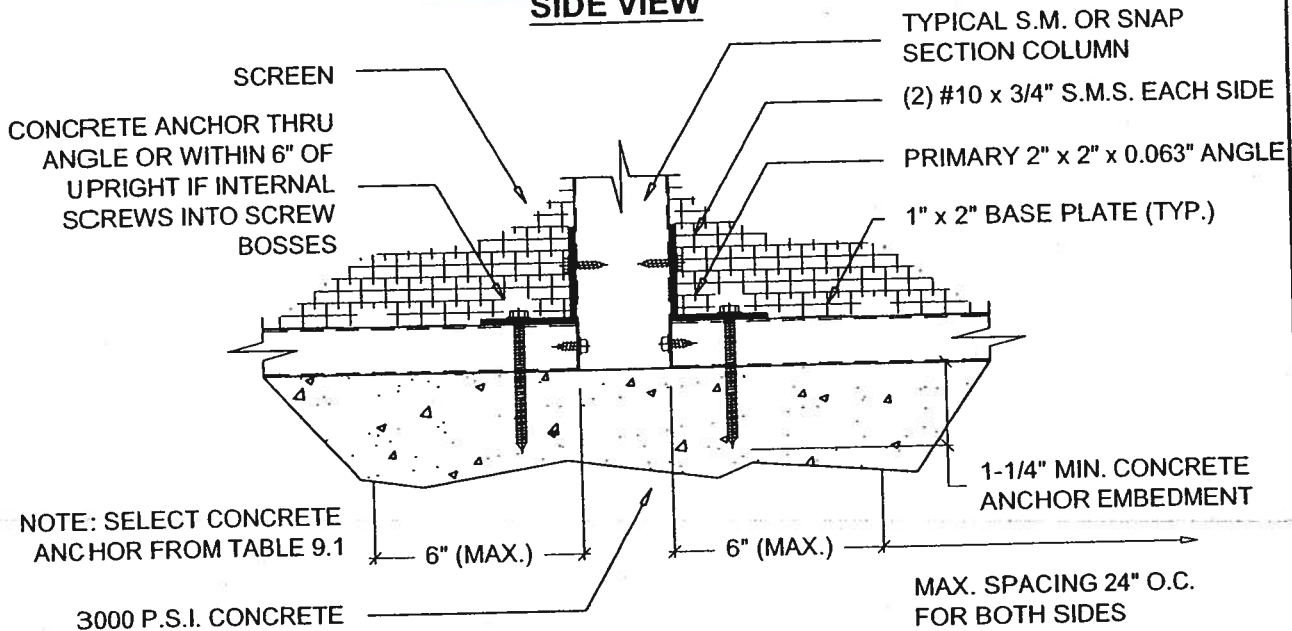 SIDE VIEW
SCREEN
CONCRETE ANCHOR THRU
ANGLE OR WITHIN 6" OF
UPRIGHT IF INTERNAL
SCREWS INTO SCREW
BOSSES
TYPICAL S.M. OR SNAP
SECTION COLUMN
(2) #10 x 3/4" S.M.S. EACH SIDE
PRIMARY 2" x 2" x 0.063" ANGLE
1" x 2" BASE PLATE (TYP.)
1-1/4" MIN. CONCRETE
ANCHOR EMBEDMENT
NOTE: SELECT CONCRETE
ANCHOR FROM TABLE 9.1
6" (MAX.)
6" (MAX.)
MAX. SPACING 24" O.C.
FOR BOTH SIDES
3000 P.S.I. CONCRETE